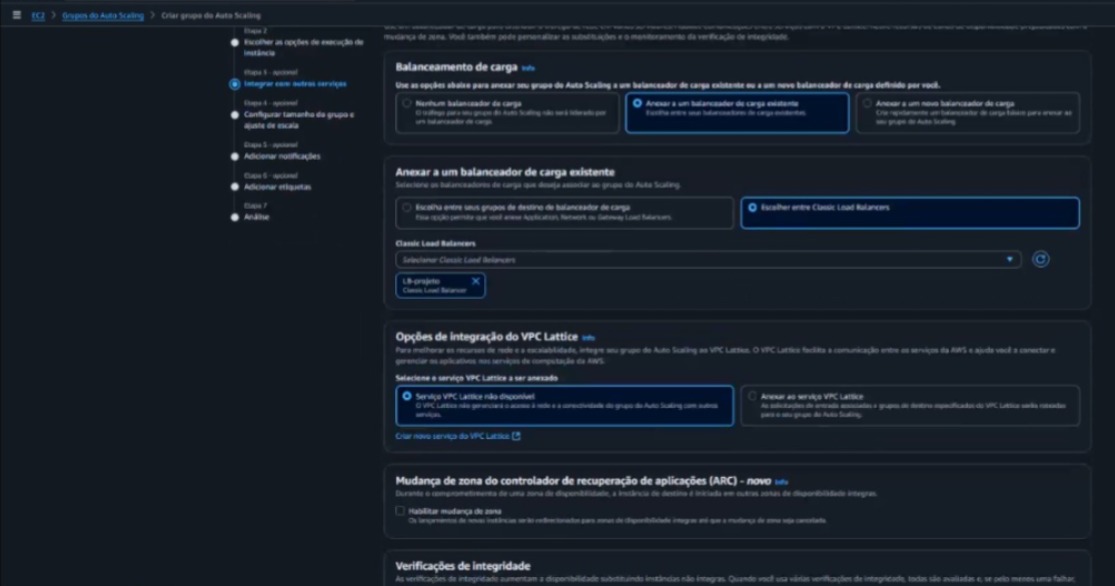 EC2 > Grupos do Auto Scaling > Criar grupo do Auto Scaling
Etapa 2
Escolher as opções de execução de
instância
Etapa 3 - opcional
Integrar com outros serviços
Etapa 4 - opcional
Configurar tamanho do grupo e
ajuste de escala
Etapa 5 - opcional
Adicionar notificações
Etapa 6 - opcional
Adicionar etiquetas
Etapa 7
Análise
mudança de zona. Você também pode personalizar as substituições e o monitoramento da verificação de integridade.
Balanceamento de carga Info
Use as opções abaixo para anexar seu grupo do Auto Scaling a um balanceador de carga existente ou a um novo balanceador de carga definido por você.
Nenhum balanceador de carga
O tráfego para seu grupo do Auto Scaling não será liderado por
um balanceador de carga.
Anexar a um balanceador de carga existente
Escolha entre seus balanceadores de carga existentes.
Anexar a um novo balanceador de carga
Crie rapidamente um balanceador de carga básico para anexar ao
seu grupo do Auto Scaling.
Anexar a um balanceador de carga existente
Selecione os balanceadores de carga que deseja anexar ao grupo do Auto Scaling.
Escolha entre seus grupos de destino de balanceador de carga
Essa opção permite que você anexe Application, Network ou Gateway Load Balancers.
Escolher entre Classic Load Balancers
Classic Load Balancers
Selecionar Classic Load Balancers
LB-projeto
Classic Load Balancer
Opções de integração do VPC Lattice Info
Para melhorar os recursos de rede e a escalabilidade, integre seu grupo do Auto Scaling ao VPC Lattice. O VPC Lattice facilita a comunicação entre os serviços da AWS e ajuda você a conectar e
gerenciar os aplicativos nos serviços de computação da AWS.
Selecione o serviço VPC Lattice a ser anexado
Serviço VPC Lattice não disponível
O VPC Lattice não gerenciará o acesso à rede e a conectividade do grupo do Auto Scaling com outros
serviços.
Anexar ao serviço VPC Lattice
As solicitações de entrada associadas a grupos de destino especificados do VPC Lattice serão roteadas
para o seu grupo do Auto Scaling.
Criar novo serviço do VPC Lattice
Mudança de zona do controlador de recuperação de aplicações (ARC) - novo Info
Durante o comprometimento de uma zona de disponibilidade, a instância de destino é iniciada em outras zonas de disponibilidade íntegras.
Habilitar mudança de zona
Os lançamentos de novas instâncias serão redirecionados para zonas de disponibilidade íntegras até que a mudança de zona seja cancelada.
Verificações de integridade
As verificações de integridade aumentam a disponibilidade substituindo instâncias não íntegras. Quando você usa várias verificações de integridade, todas são avaliadas e, se pelo menos uma falhar,